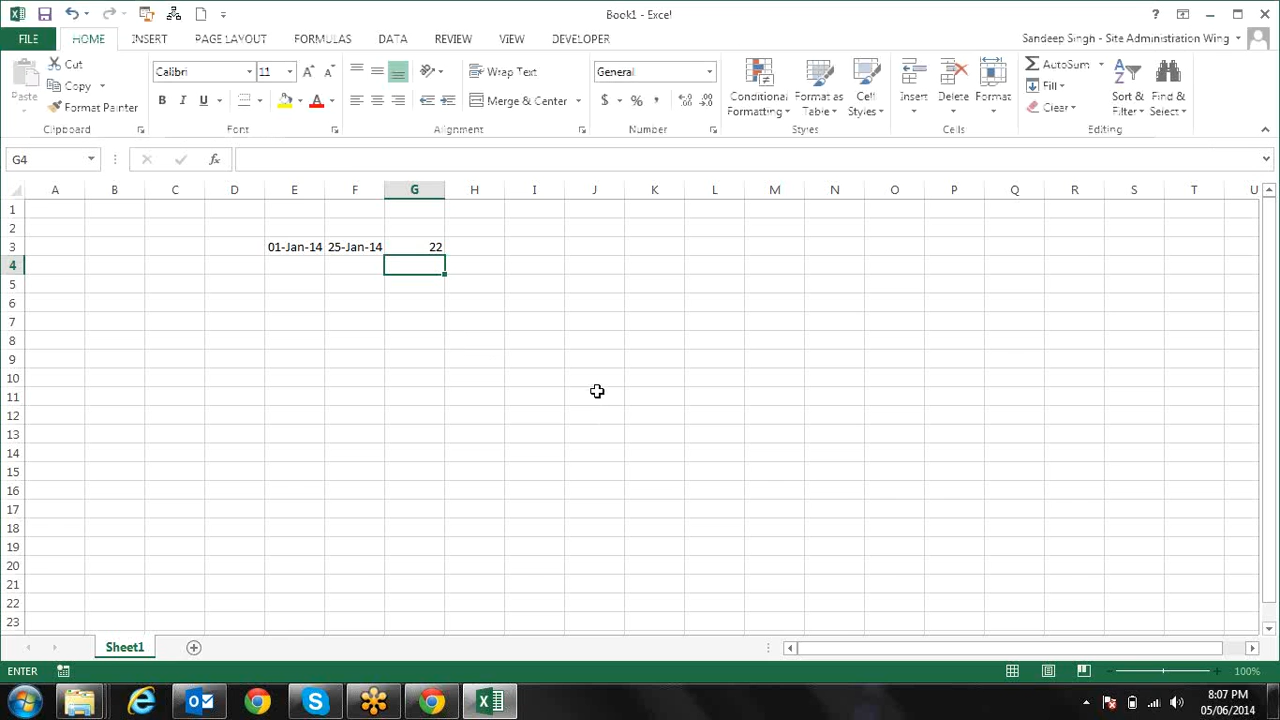 Book1 - Excel
FILE HOME INSERT PAGE LAYOUT FORMULAS DATA REVIEW VIEW DEVELOPER Sandeep Singh - Site Administration Wing
Paste Cut Copy Format Painter Clipboard
Calibri 11 B I U A A A Font
Wrap Text Merge & Center Alignment
General $ % , Number
Conditional Formatting Format as Table Cell Styles Styles
Insert Delete Format Cells
AutoSum Fill Clear Sort & Filter Find & Select Editing
G4 fx
A B C D E F G H I J K L M N O P Q R S T U
1
2
3 01-Jan-14 25-Jan-14 22
4
5
6
7
8
9
10
11
12
13
14
15
16
17
18
19
20
21
22
23
Sheet1
ENTER 100%
8:07 PM
05/06/2014